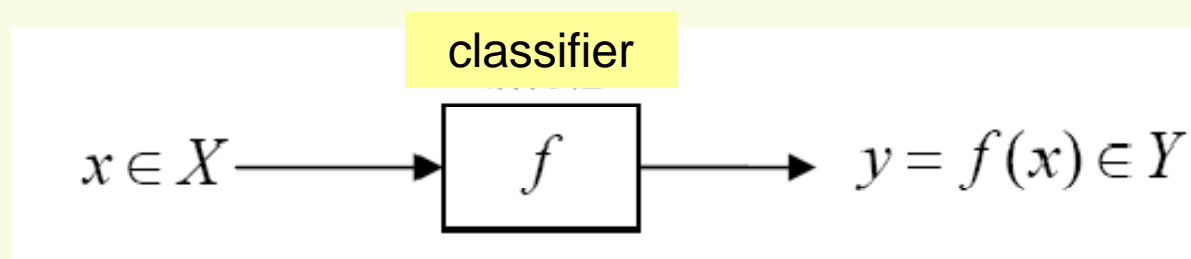 classifier
x ∈ X f y = f(x) ∈ Y